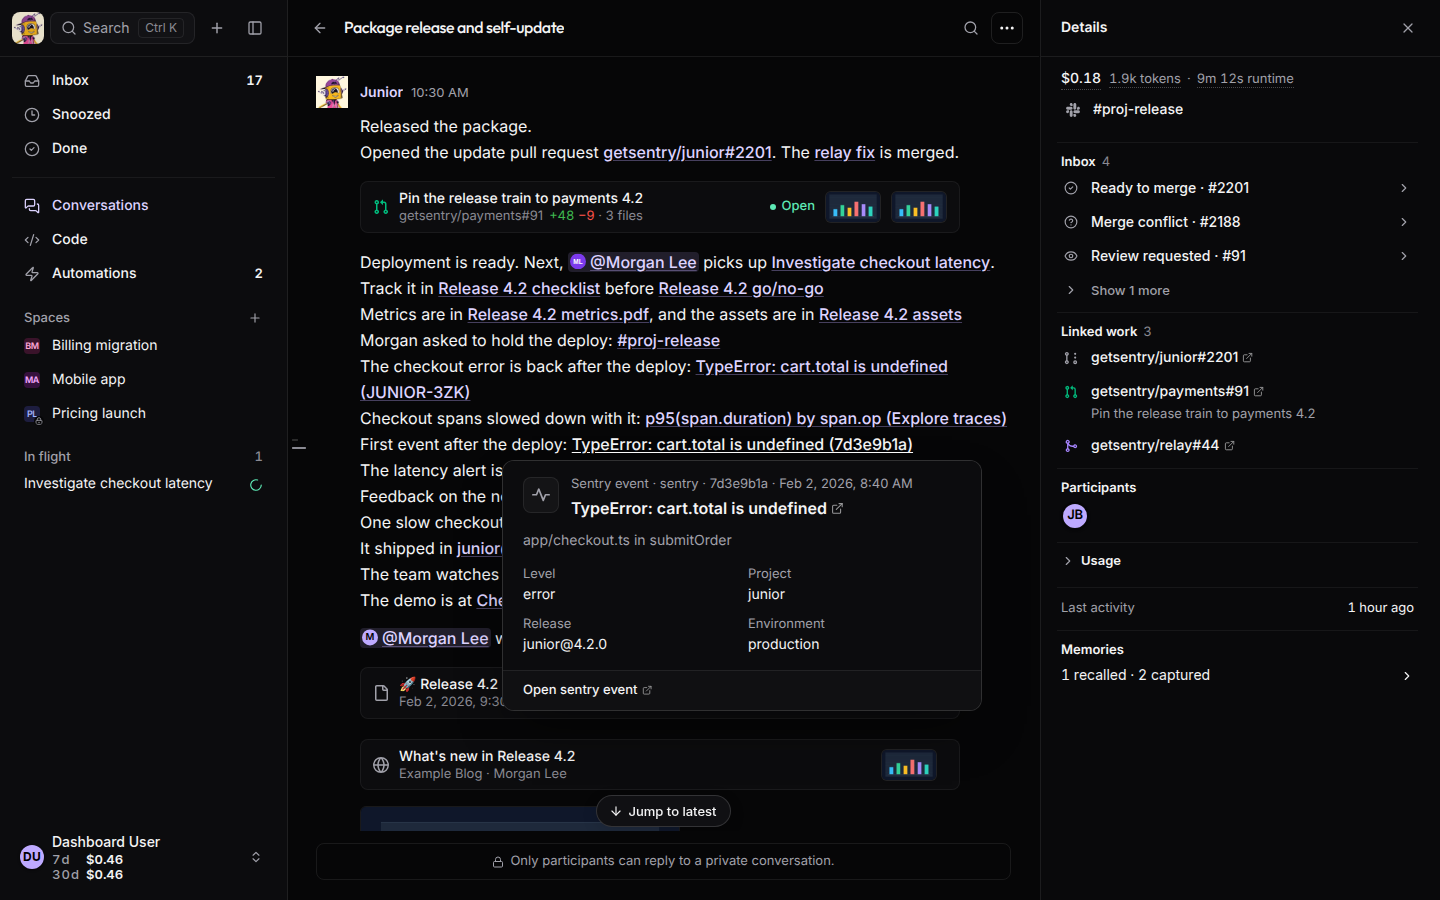 Search Ctrl K
Inbox 17
Snoozed
Done
Conversations
Code
Automations 2
Spaces
BM Billing migration
MA Mobile app
PL Pricing launch
In flight 1
Investigate checkout latency
DU Dashboard User
7d $0.46
30d $0.46
Package release and self-update
Junior 10:30 AM
Released the package.
Opened the update pull request getsentry/junior#2201. The relay fix is merged.
Pin the release train to payments 4.2
getsentry/payments#91 +48 −9 · 3 files
Open
Deployment is ready. Next, ML @Morgan Lee picks up Investigate checkout latency.
Track it in Release 4.2 checklist before Release 4.2 go/no-go
Metrics are in Release 4.2 metrics.pdf, and the assets are in Release 4.2 assets
Morgan asked to hold the deploy: #proj-release
The checkout error is back after the deploy: TypeError: cart.total is undefined
(JUNIOR-3ZK)
Checkout spans slowed down with it: p95(span.duration) by span.op (Explore traces)
First event after the deploy: TypeError: cart.total is undefined (7d3e9b1a)
The latency alert is
Feedback on the
One slow checkout
It shipped in junior
The team watches
The demo is at
M @Morgan Lee
🚀 Release 4.2
Feb 2, 2026, 9:30
Sentry event · sentry · 7d3e9b1a · Feb 2, 2026, 8:40 AM
TypeError: cart.total is undefined
app/checkout.ts in submitOrder
Level Project
error junior
Release Environment
junior@4.2.0 production
Open sentry event
What's new in Release 4.2
Example Blog · Morgan Lee
Jump to latest
Only participants can reply to a private conversation.
Details
$0.18 1.9k tokens · 9m 12s runtime
#proj-release
Inbox 4
Ready to merge · #2201
Merge conflict · #2188
Review requested · #91
Show 1 more
Linked work 3
getsentry/junior#2201
getsentry/payments#91
Pin the release train to payments 4.2
getsentry/relay#44
Participants
JB
Usage
Last activity 1 hour ago
Memories
1 recalled · 2 captured